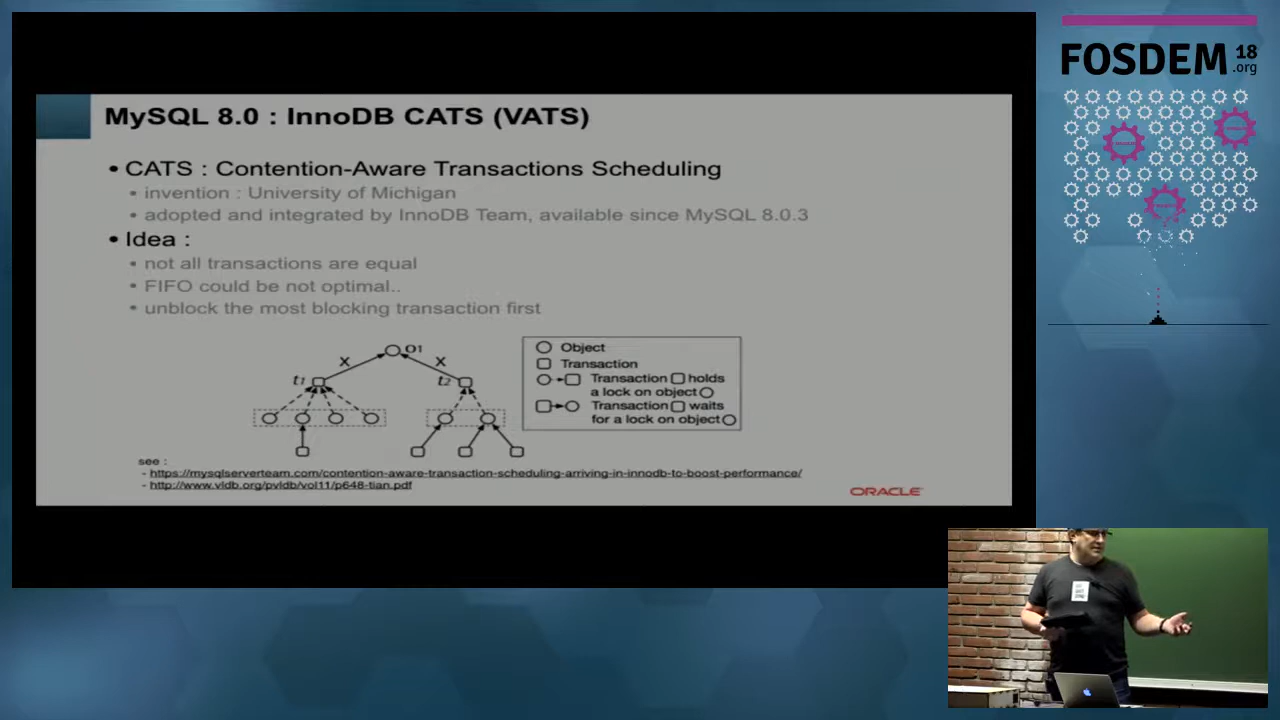 MySQL 8.0 : InnoDB CATS (VATS)
• CATS : Contention-Aware Transactions Scheduling
• invention : University of Michigan
• adopted and integrated by InnoDB Team, available since MySQL 8.0.3
• Idea :
• not all transactions are equal
• FIFO could be not optimal..
• unblock the most blocking transaction first
O1
X X
t1 t2
Object
Transaction
Transaction holds
a lock on object
Transaction waits
for a lock on object
see :
- https://mysqlserverteam.com/contention-aware-transaction-scheduling-arriving-in-innodb-to-boost-performance/
- http://www.vldb.org/pvldb/vol11/p648-tian.pdf
ORACLE
FOSDEM 18
.org